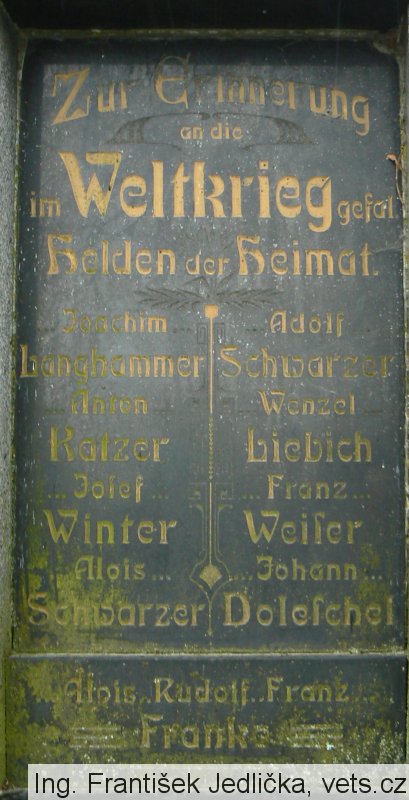 Zur Erinnerung
an die
im Weltkrieg gefal.
Helden der Heimat.
Joachim Adolf
Langhammer Schwarzer
Anton Wenzel
Katzer Liebich
Joſef Franz
Winter Weiſer
Alois Johann
Schwarzer Doleſchel
Alois Rudolf Franz
Franke
Ing. František Jedlička, vets.cz